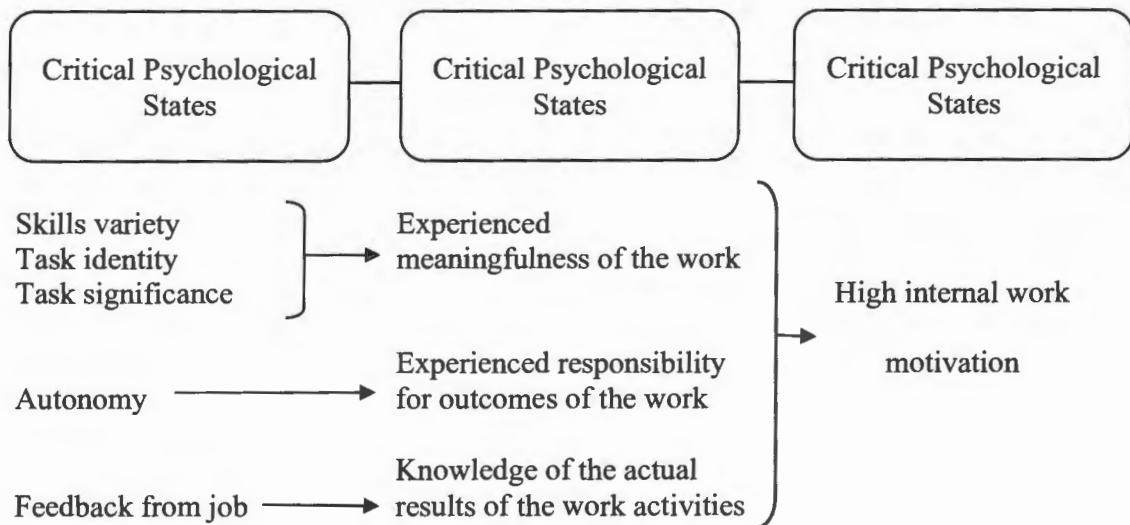 Critical Psychological
States
Critical Psychological
States
Critical Psychological
States
Skills variety
Task identity
Task significance
Experienced
meaningfulness of the work
High internal work
motivation
Autonomy
Experienced responsibility
for outcomes of the work
Feedback from job
Knowledge of the actual
results of the work activities